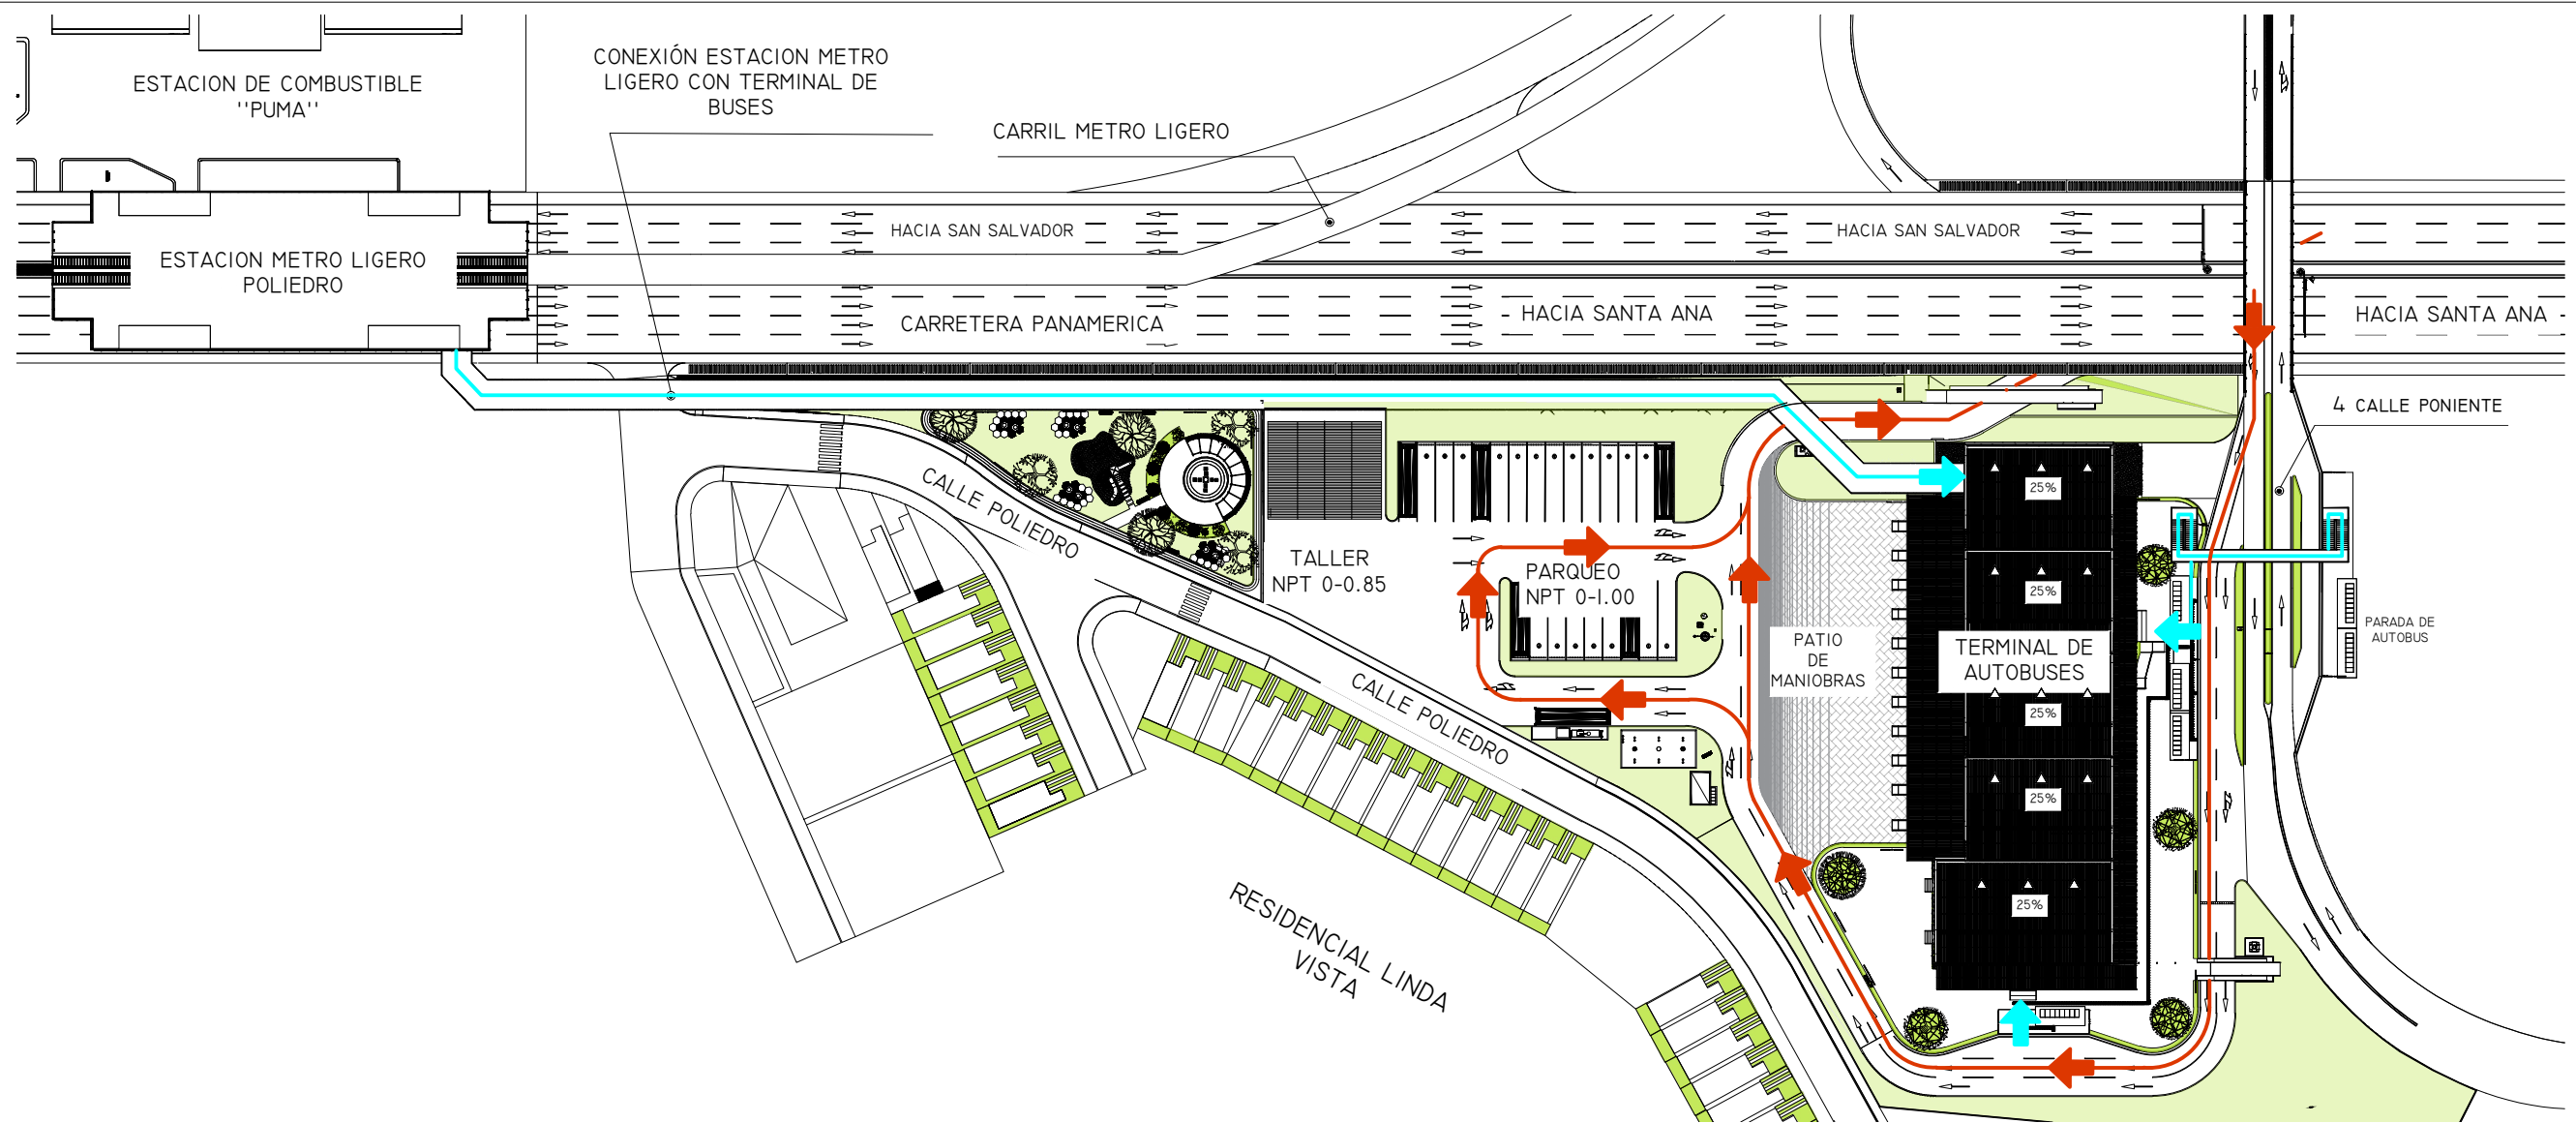 ESTACION DE COMBUSTIBLE
''PUMA''
CONEXIÓN ESTACION METRO
LIGERO CON TERMINAL DE
BUSES
CARRIL METRO LIGERO
HACIA SAN SALVADOR
HACIA SAN SALVADOR
ESTACION METRO LIGERO
POLIEDRO
CARRETERA PANAMERICA
HACIA SANTA ANA
HACIA SANTA ANA
4 CALLE PONIENTE
CALLE POLIEDRO
TALLER
NPT 0-0.85
PARQUEO
NPT 0-1.00
PATIO
DE
MANIOBRAS
TERMINAL DE
AUTOBUSES
25%
25%
25%
25%
25%
PARADA DE
AUTOBUS
CALLE POLIEDRO
RESIDENCIAL LINDA
VISTA